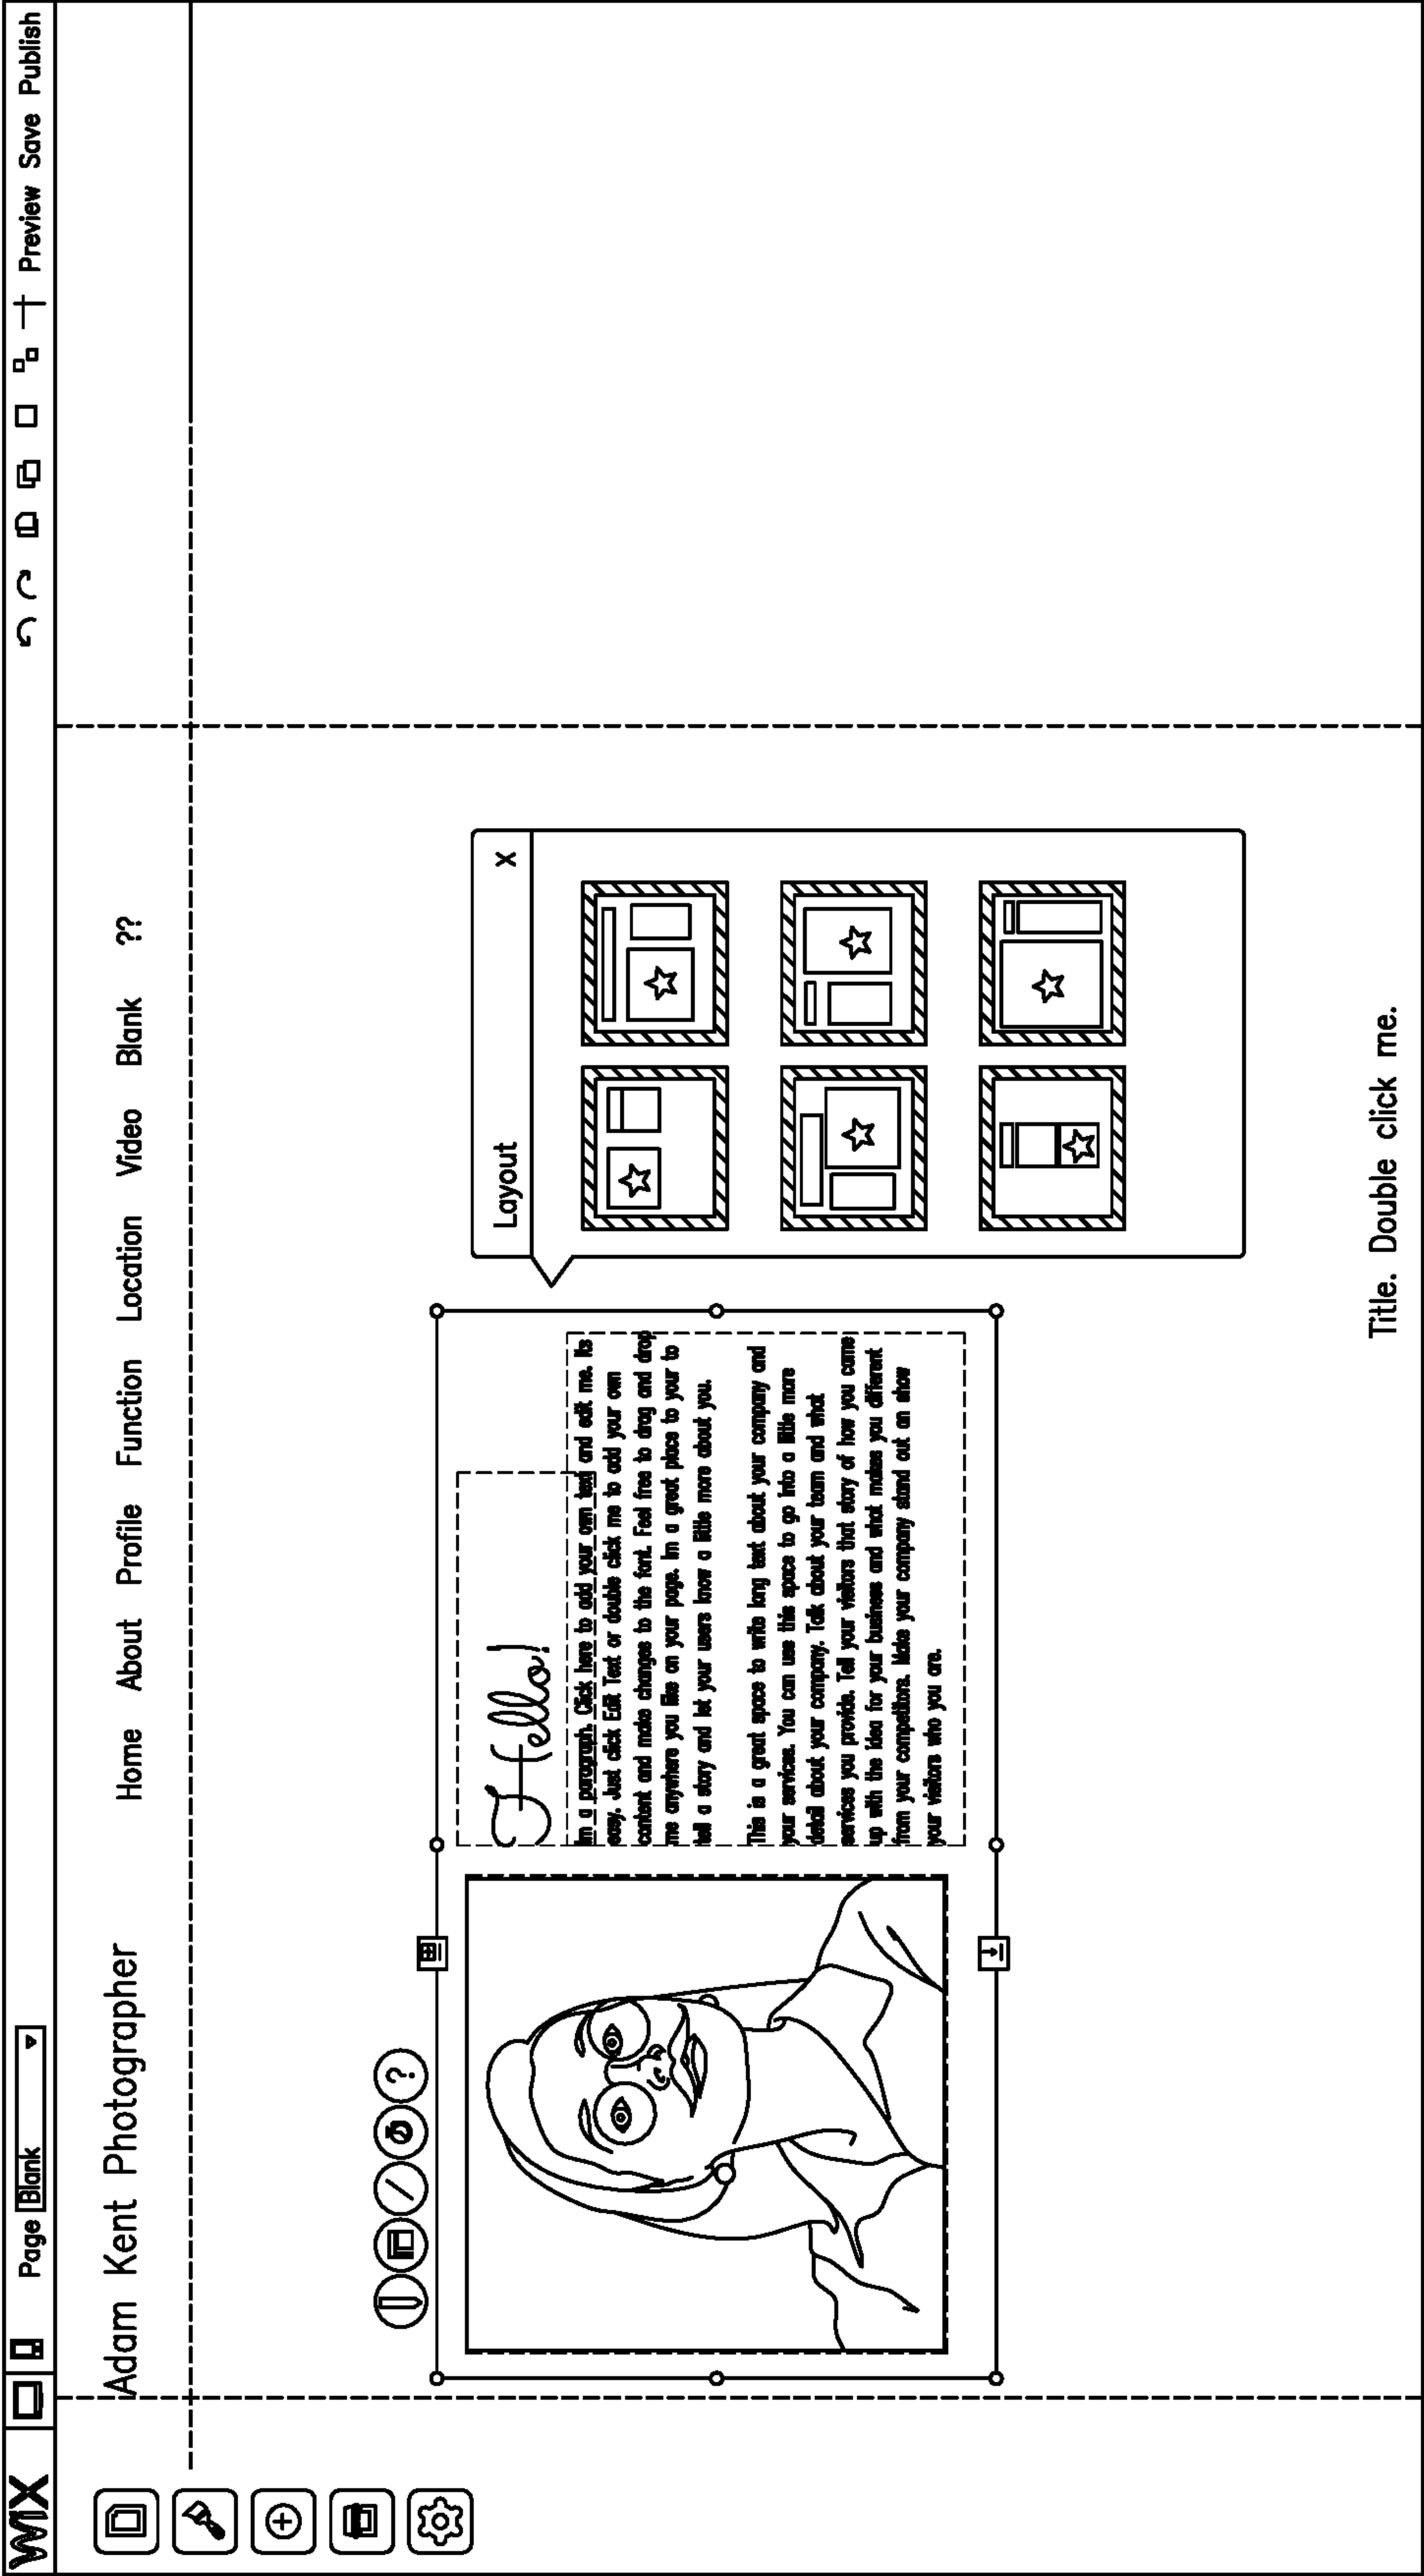 WiX Page Blank Preview Save Publish
Adam Kent Photographer Home About Profile Function Location Video Blank ??
?
Hello!
Im a paragraph. Click here to add your own text and edit me. Its
easy. Just click Edit Text or double click me to add your own
content and make changes to the font. Feel free to drag and drop
me anywhere you like on your page. Im a great place to your to
tell a story and let your users know a little more about you.
This is a great space to write long text about your company and
your services. You can use this space to go into a little more
detail about your company. Talk about your team and what
services you provide. Tell your visitors that story of how you came
up with the idea for your business and what makes you different
from your competitors. Make your company stand out an show
your visitors who you are.
Layout X
Title. Double click me.